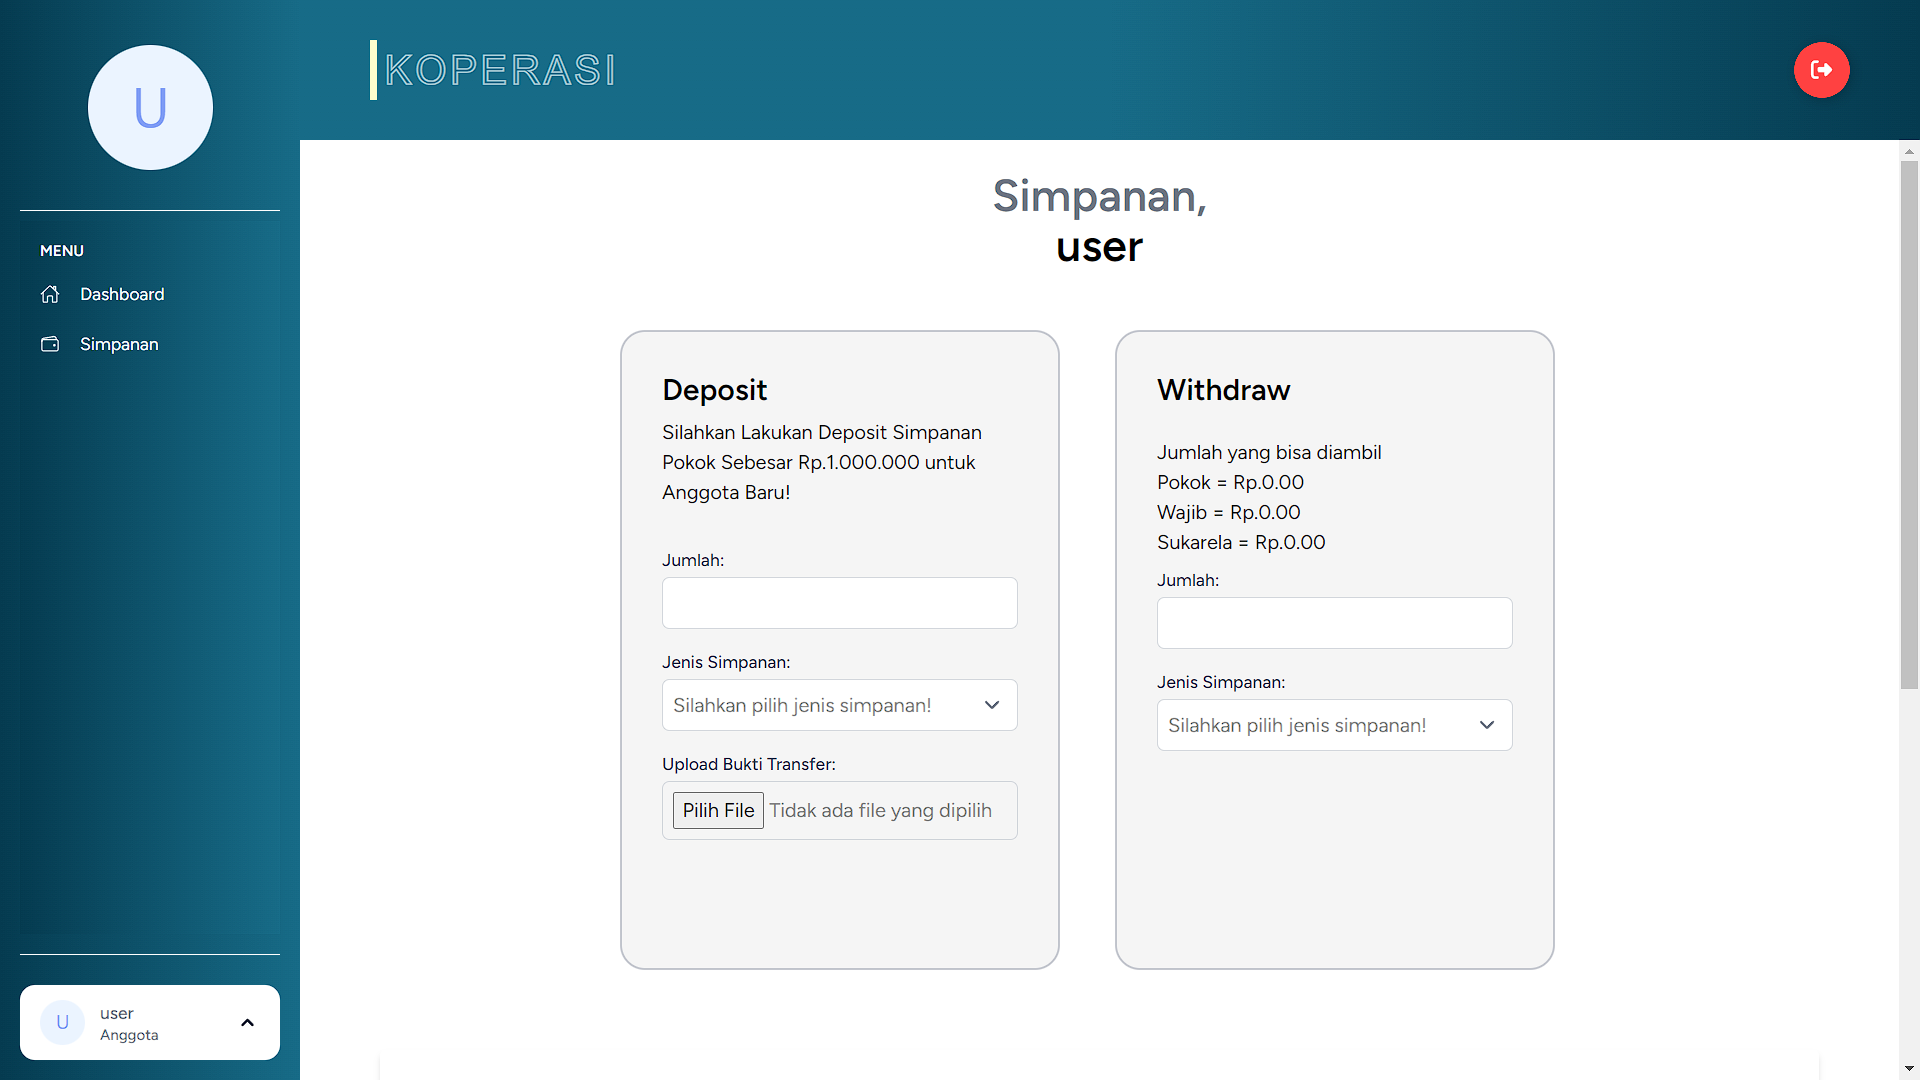 U
KOPERASI
MENU
Dashboard
Simpanan
U
user
Anggota
Simpanan,
user
Deposit
Silahkan Lakukan Deposit Simpanan
Pokok Sebesar Rp.1.000.000 untuk
Anggota Baru!
Jumlah:
Jenis Simpanan:
Silahkan pilih jenis simpanan!
Upload Bukti Transfer:
Pilih File Tidak ada file yang dipilih
Withdraw
Jumlah yang bisa diambil
Pokok = Rp.0.00
Wajib = Rp.0.00
Sukarela = Rp.0.00
Jumlah:
Jenis Simpanan:
Silahkan pilih jenis simpanan!